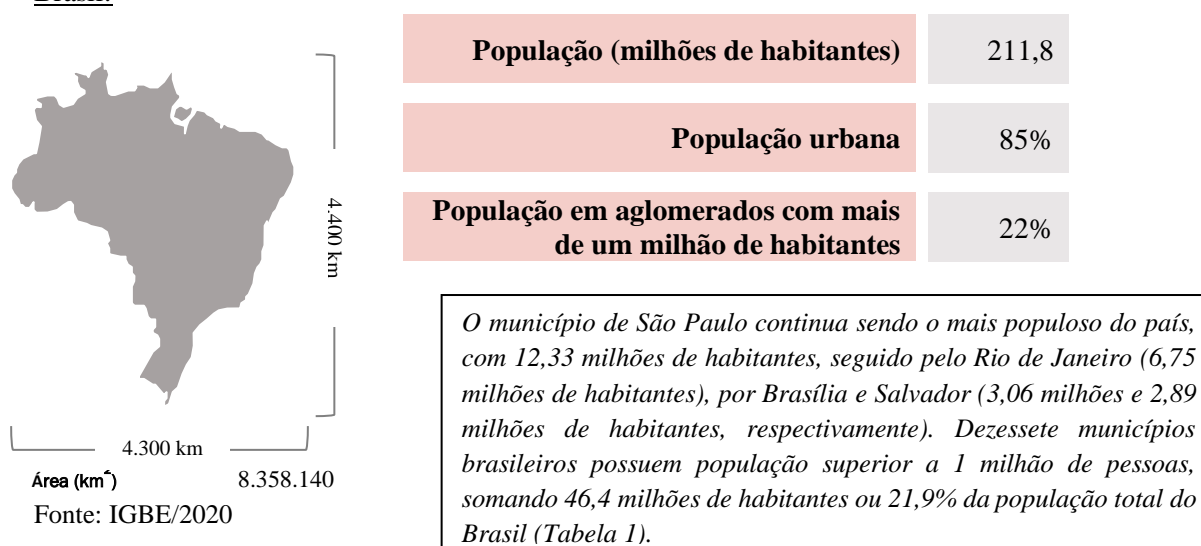 Brasil:
População (milhões de habitantes) 211,8
População urbana 85%
População em aglomerados com mais
de um milhão de habitantes 22%
4.400 km
4.300 km
Área (km²) 8.358.140
Fonte: IGBE/2020
O município de São Paulo continua sendo o mais populoso do país,
com 12,33 milhões de habitantes, seguido pelo Rio de Janeiro (6,75
milhões de habitantes), por Brasília e Salvador (3,06 milhões e 2,89
milhões de habitantes, respectivamente). Dezessete municípios
brasileiros possuem população superior a 1 milhão de pessoas,
somando 46,4 milhões de habitantes ou 21,9% da população total do
Brasil (Tabela 1).